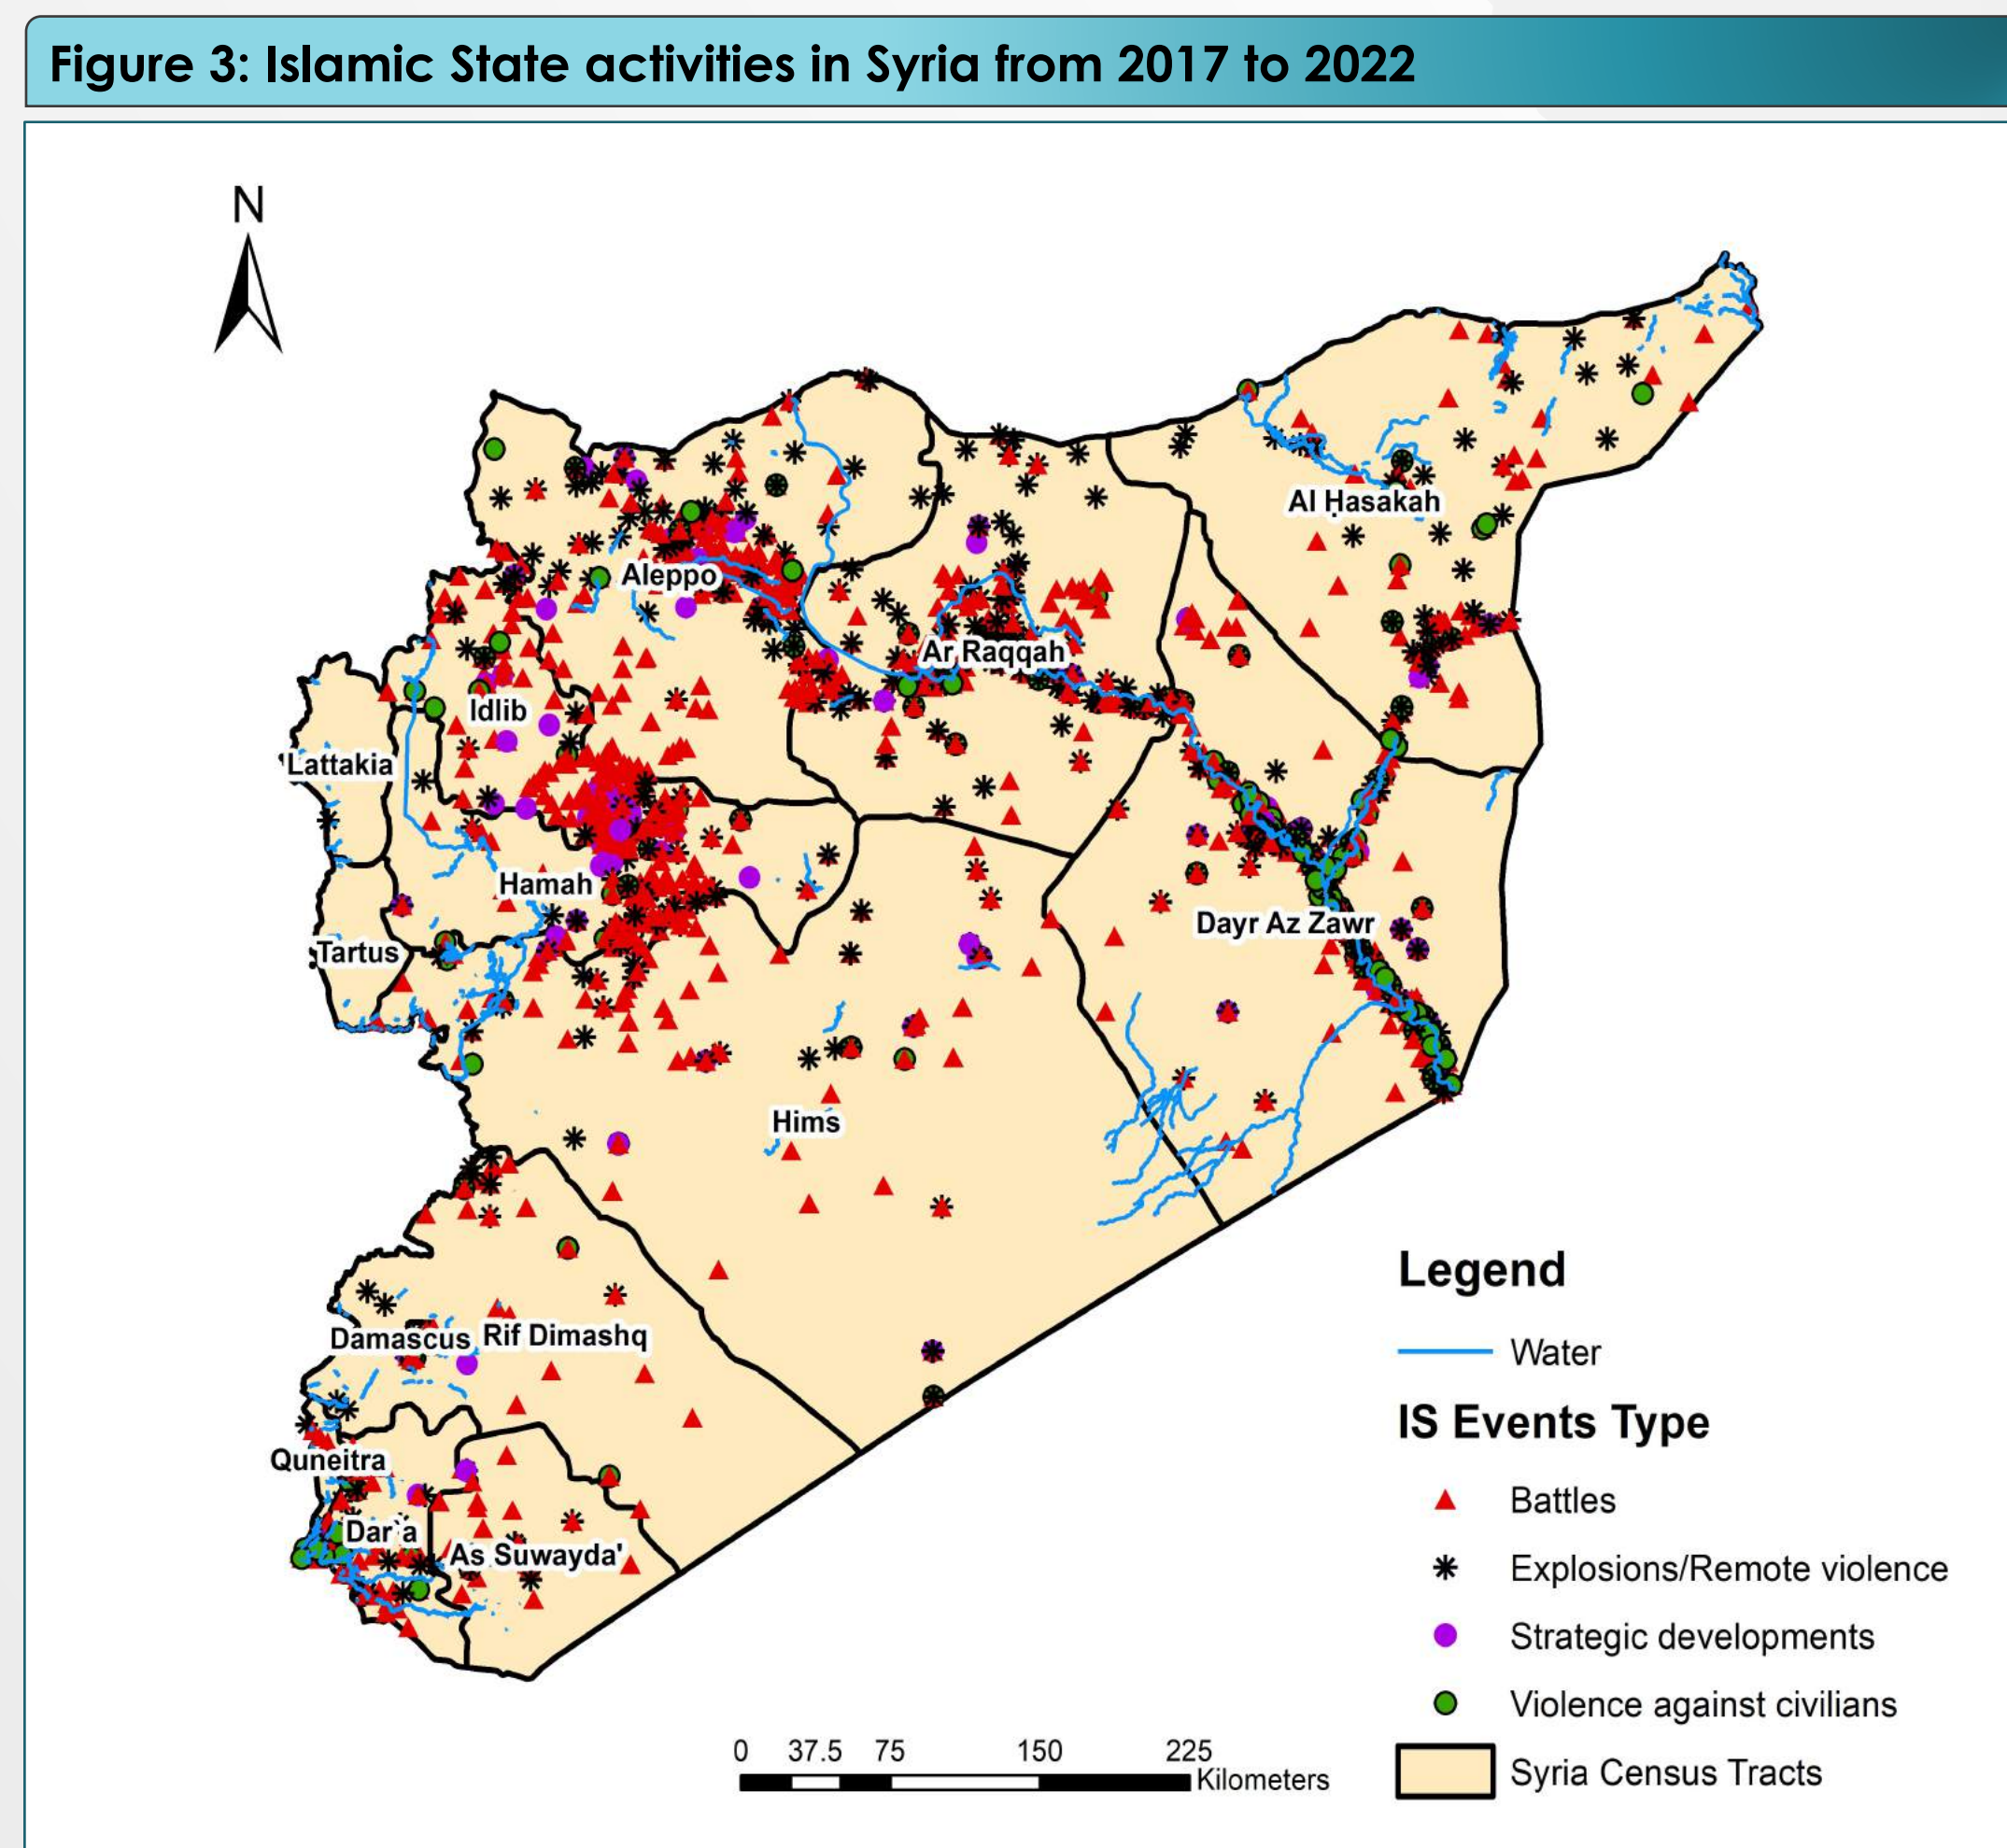 Figure 3: Islamic State activities in Syria from 2017 to 2022
N
Al Ḥasakah
Aleppo
Ar Raqqah
Idlib
Lattakia
Hamah
Dayr Az Zawr
Tartus
Hims
Damascus
Rif Dimashq
Quneitra
Dar'a
As Suwayda'
Legend
Water
IS Events Type
Battles
Explosions/Remote violence
Strategic developments
Violence against civilians
Syria Census Tracts
0 37.5 75 150 225
Kilometers